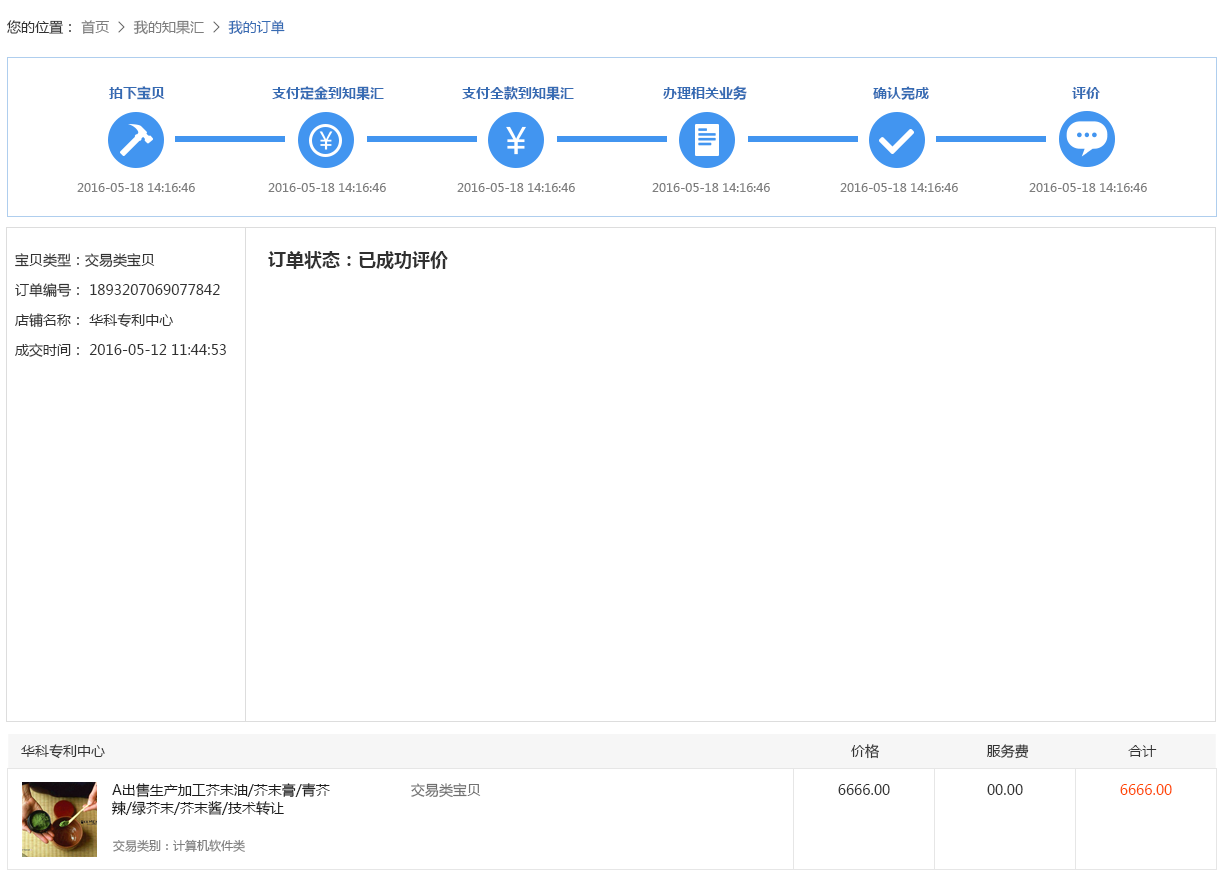 您的位置： 首页 > 我的知果汇 > 我的订单
拍下宝贝 支付定金到知果汇 支付全款到知果汇 办理相关业务 确认完成 评价
2016-05-18 14:16:46 2016-05-18 14:16:46 2016-05-18 14:16:46 2016-05-18 14:16:46 2016-05-18 14:16:46 2016-05-18 14:16:46
宝贝类型：交易类宝贝
订单编号： 1893207069077842
店铺名称： 华科专利中心
成交时间： 2016-05-12 11:44:53
订单状态：已成功评价
华科专利中心 价格 服务费 合计
A出售生产加工芥末油/芥末膏/青芥 交易类宝贝 6666.00 00.00 6666.00
辣/绿芥末/芥末酱/技术转让
交易类别：计算机软件类